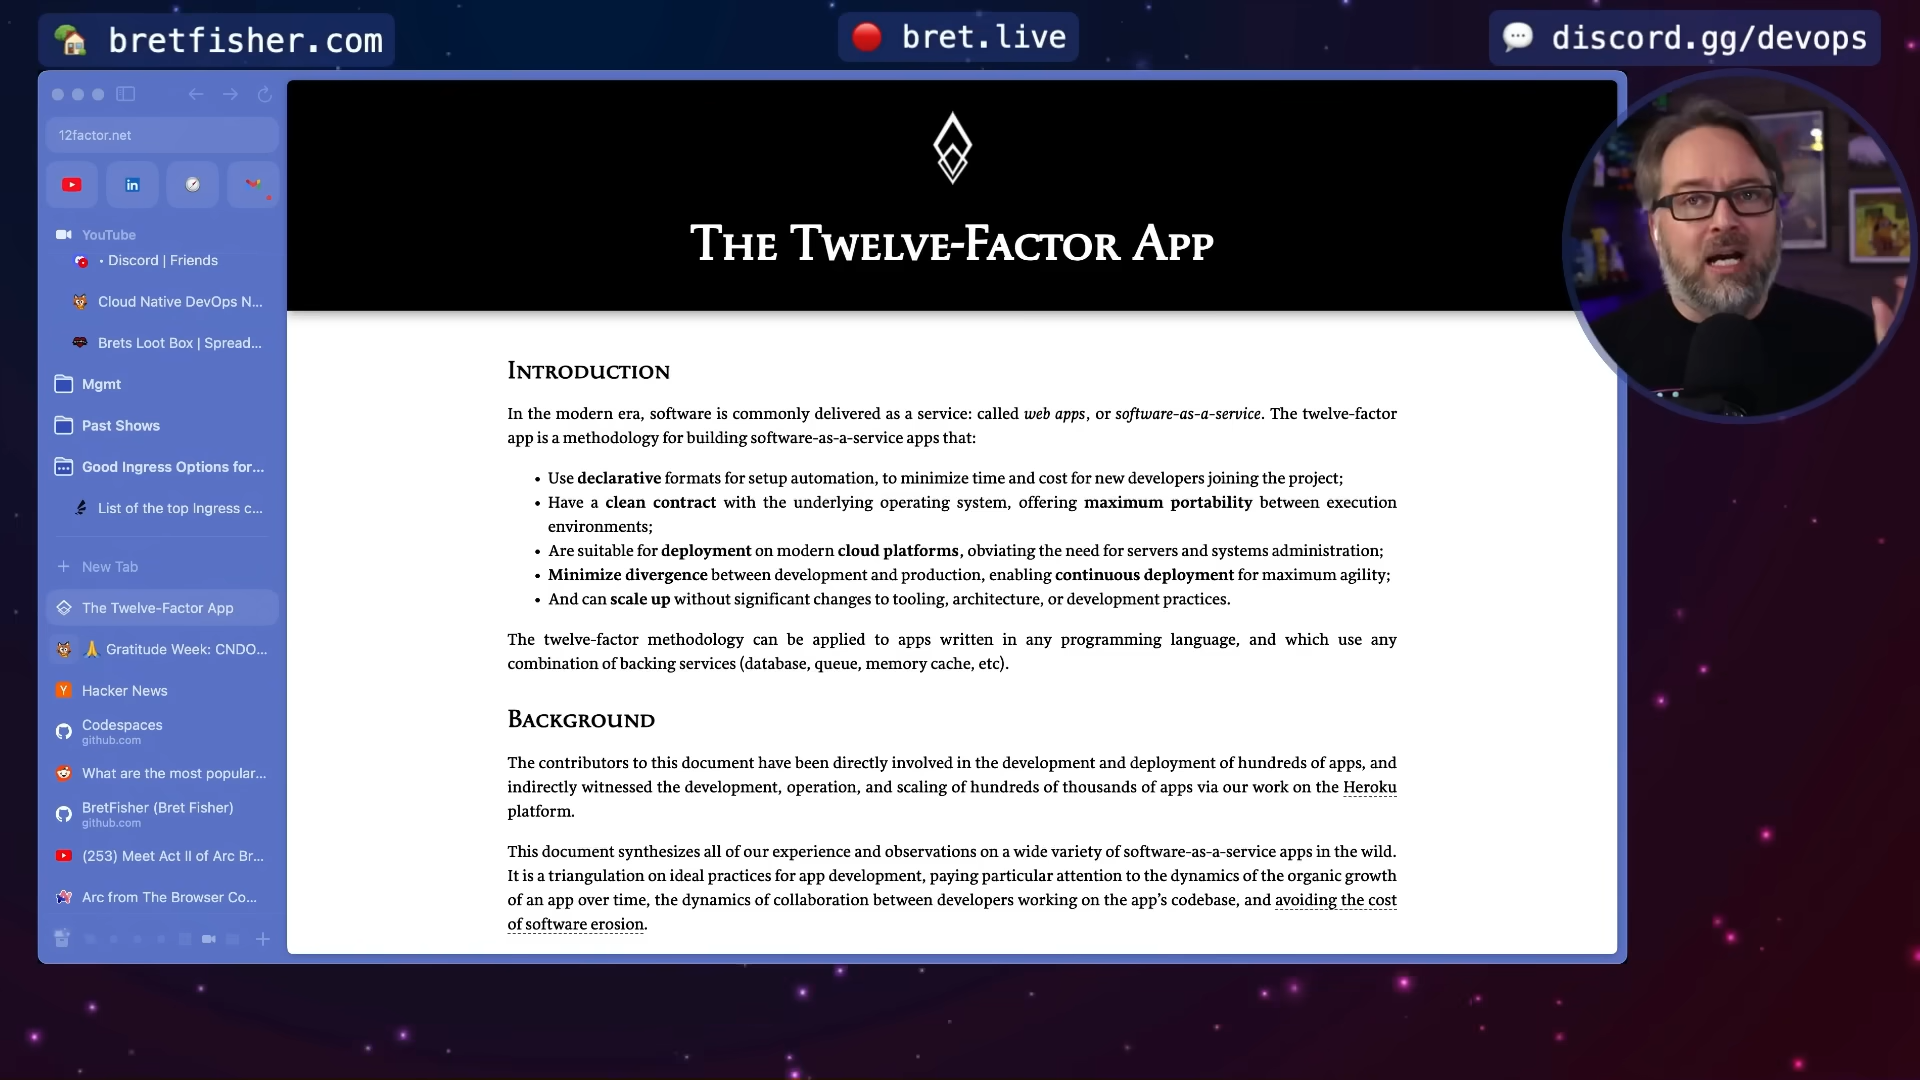 bretfisher.com
bret.live
discord.gg/devops
12factor.net
YouTube
• Discord | Friends
Cloud Native DevOps N...
Brets Loot Box | Spread...
Mgmt
Past Shows
Good Ingress Options for...
List of the top Ingress c...
+ New Tab
The Twelve-Factor App
🙏 Gratitude Week: CNDO...
Hacker News
Codespaces
github.com
What are the most popular...
BretFisher (Bret Fisher)
github.com
(253) Meet Act II of Arc Br...
Arc from The Browser Co...
The Twelve-Factor App
Introduction
In the modern era, software is commonly delivered as a service: called web apps, or software-as-a-service. The twelve-factor
app is a methodology for building software-as-a-service apps that:
• Use declarative formats for setup automation, to minimize time and cost for new developers joining the project;
• Have a clean contract with the underlying operating system, offering maximum portability between execution
environments;
• Are suitable for deployment on modern cloud platforms, obviating the need for servers and systems administration;
• Minimize divergence between development and production, enabling continuous deployment for maximum agility;
• And can scale up without significant changes to tooling, architecture, or development practices.
The twelve-factor methodology can be applied to apps written in any programming language, and which use any
combination of backing services (database, queue, memory cache, etc).
Background
The contributors to this document have been directly involved in the development and deployment of hundreds of apps, and
indirectly witnessed the development, operation, and scaling of hundreds of thousands of apps via our work on the Heroku
platform.
This document synthesizes all of our experience and observations on a wide variety of software-as-a-service apps in the wild.
It is a triangulation on ideal practices for app development, paying particular attention to the dynamics of the organic growth
of an app over time, the dynamics of collaboration between developers working on the app's codebase, and avoiding the cost
of software erosion.